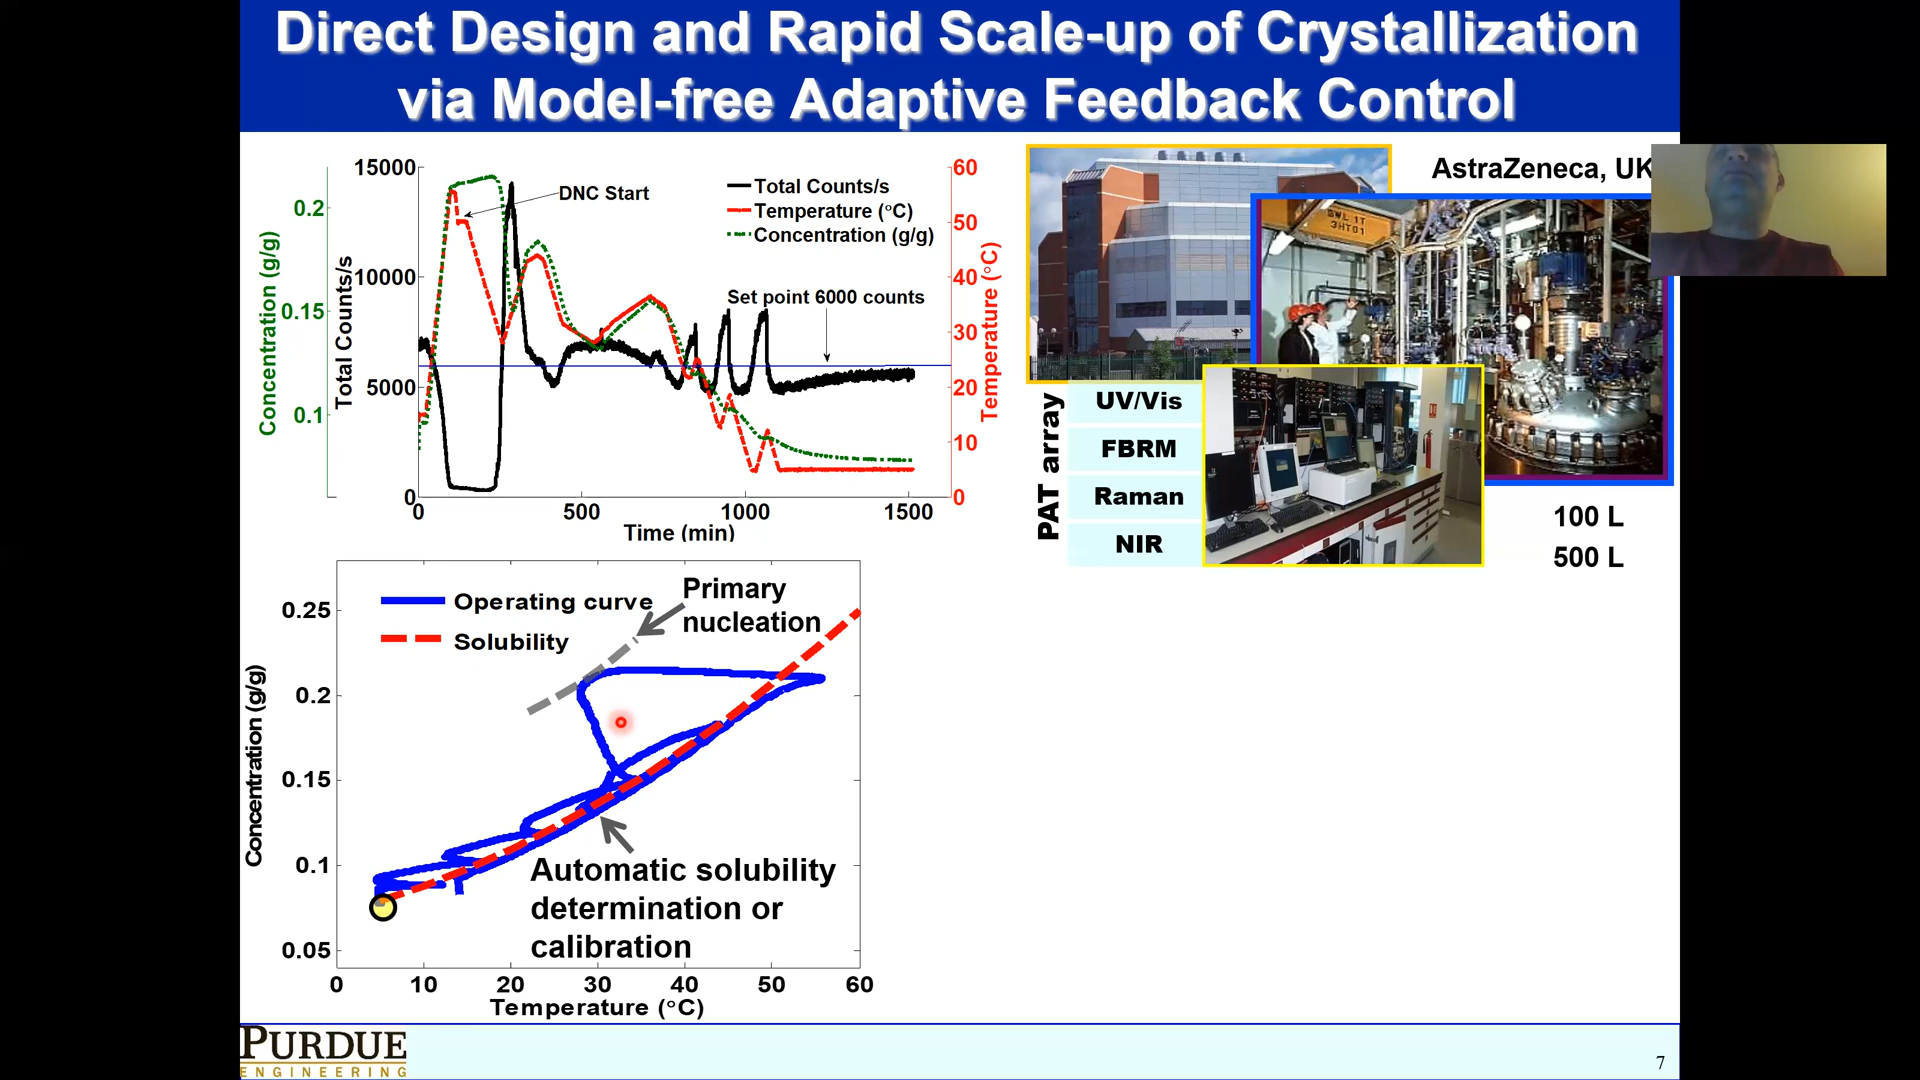 Direct Design and Rapid Scale-up of Crystallization
via Model-free Adaptive Feedback Control
15000
10000
5000
0
0.2
0.15
0.1
Concentration (g/g)
Total Counts/s
DNC Start
Total Counts/s
Temperature (°C)
Concentration (g/g)
Set point 6000 counts
60
50
40
30
20
10
0
Temperature (°C)
0
500
1000
1500
Time (min)
AstraZeneca, UK
GWL 1T
3HT01
PAT array
UV/Vis
FBRM
Raman
NIR
100 L
500 L
Operating curve
Solubility
Primary
nucleation
0.25
0.2
0.15
0.1
0.05
Concentration (g/g)
Automatic solubility
determination or
calibration
0
10
20
30
40
50
60
Temperature (°C)
PURDUE
ENGINEERING
7